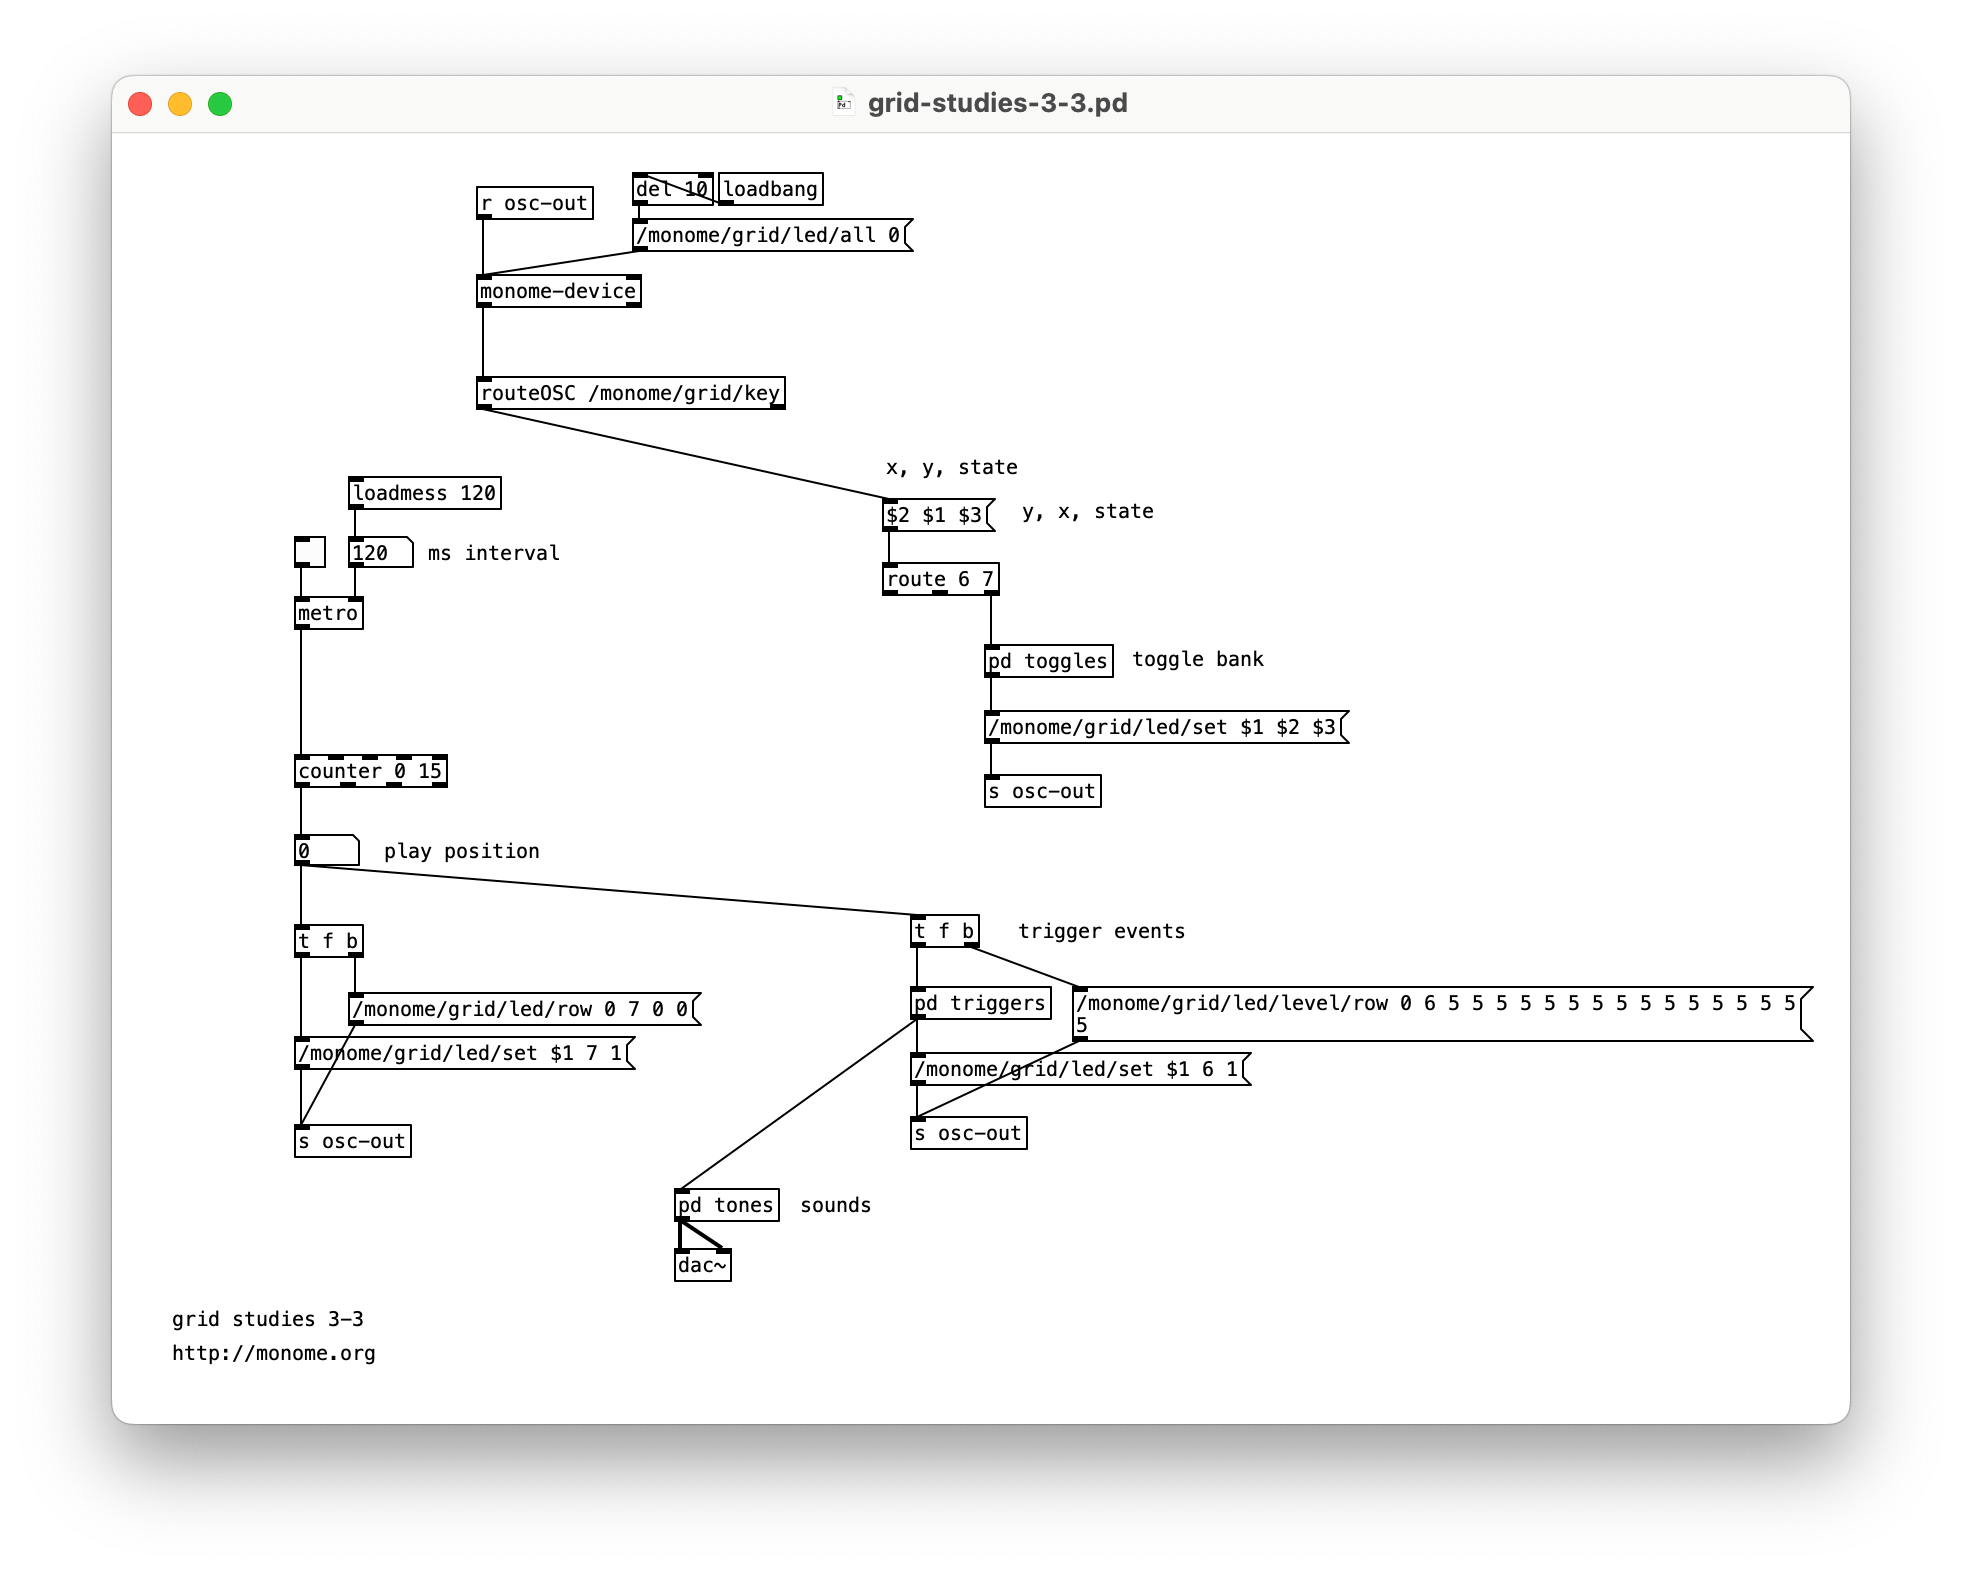 grid-studies-3-3.pd
r osc-out
del 10
loadbang
/monome/grid/led/all 0
monome-device
routeOSC /monome/grid/key
x, y, state
loadmess 120
$2 $1 $3
y, x, state
120
ms interval
route 6 7
metro
pd toggles
toggle bank
/monome/grid/led/set $1 $2 $3
counter 0 15
s osc-out
0
play position
t f b
t f b
trigger events
pd triggers
/monome/grid/led/level/row 0 6 5 5 5 5 5 5 5 5 5 5 5 5 5 5 5
5
/monome/grid/led/row 0 7 0 0
/monome/grid/led/set $1 7 1
/monome/grid/led/set $1 6 1
s osc-out
s osc-out
pd tones
sounds
dac~
grid studies 3-3
http://monome.org